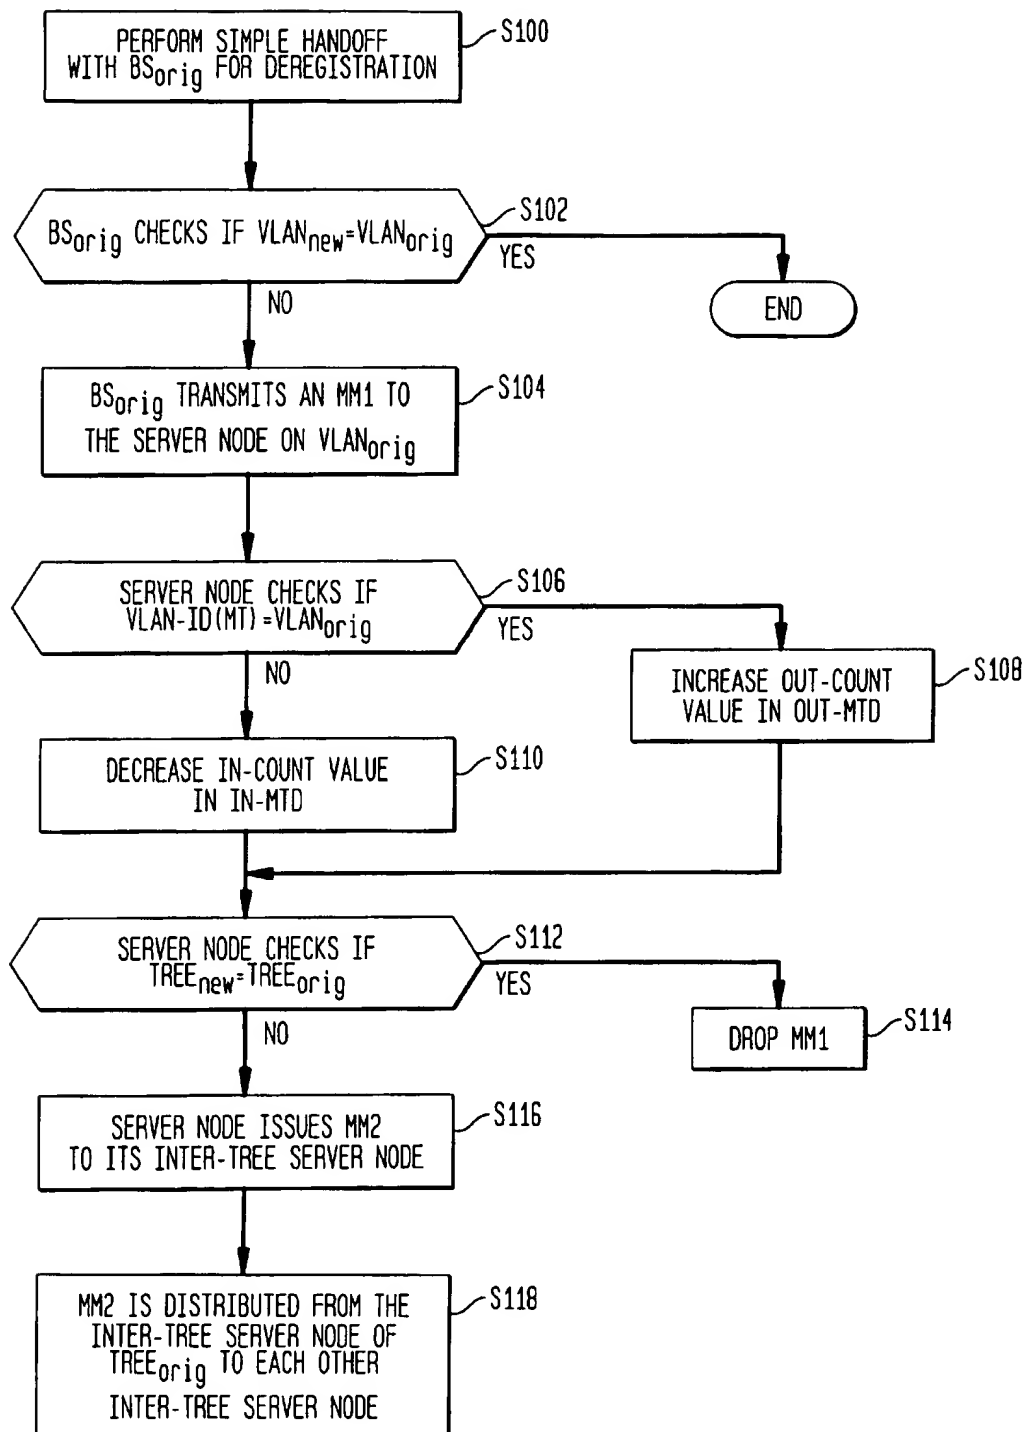 PERFORM SIMPLE HANDOFF
WITH BSorig FOR DEREGISTRATION
S100
BSorig CHECKS IF VLANnew=VLANorig
S102
YES
END
NO
BSorig TRANSMITS AN MM1 TO
THE SERVER NODE ON VLANorig
S104
SERVER NODE CHECKS IF
VLAN-ID(MT)=VLANorig
S106
YES
NO
INCREASE OUT-COUNT
VALUE IN OUT-MTD
S108
DECREASE IN-COUNT VALUE
IN IN-MTD
S110
SERVER NODE CHECKS IF
TREEnew=TREEorig
S112
YES
NO
DROP MM1
S114
SERVER NODE ISSUES MM2
TO ITS INTER-TREE SERVER NODE
S116
MM2 IS DISTRIBUTED FROM THE
INTER-TREE SERVER NODE OF
TREEorig TO EACH OTHER
INTER-TREE SERVER NODE
S118